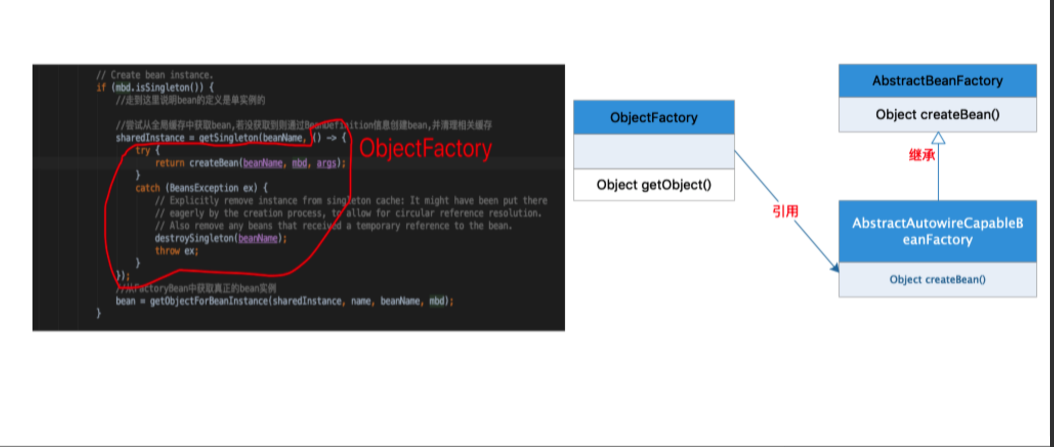 // Create bean instance.
if (mbd.isSingleton()) {
//走到这里说明bean的定义是单实例的
//尝试从全局缓存中获取bean,若没获取到则通过BeanDefinition信息创建bean,并清理相关缓存
sharedInstance = getSingleton(beanName, () -> {
try {
return createBean(beanName, mbd, args);
}
catch (BeansException ex) {
// Explicitly remove instance from singleton cache: It might have been put there
// eagerly by the creation process, to allow for circular reference resolution.
// Also remove any beans that received a temporary reference to the bean.
destroySingleton(beanName);
throw ex;
}
});
//从FactoryBean中获取真正的bean实例
bean = getObjectForBeanInstance(sharedInstance, name, beanName, mbd);
}
ObjectFactory
ObjectFactory
Object getObject()
引用
AbstractBeanFactory
Object createBean()
继承
AbstractAutowireCapableB
eanFactory
Object createBean()